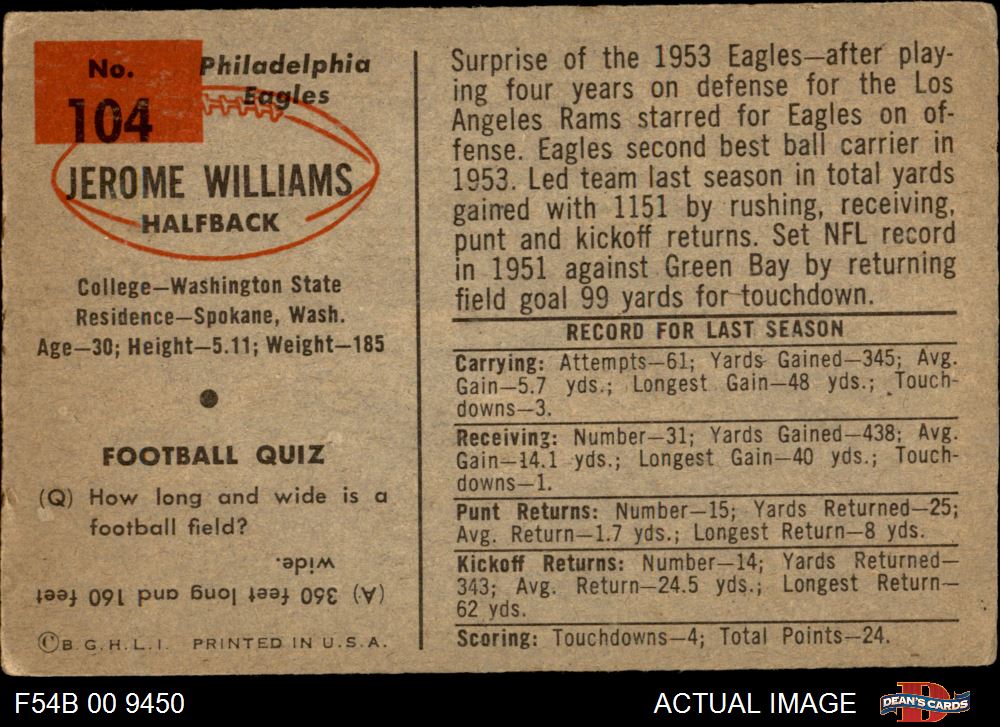 No.
104
Philadelphia
Eagles
JEROME WILLIAMS
HALFBACK
College—Washington State
Residence—Spokane, Wash.
Age—30; Height—5.11; Weight—185
FOOTBALL QUIZ
(Q) How long and wide is a
football field?
(A) 360 feet long and 160 feet
wide.
©B.G.H.L.I. PRINTED IN U.S.A.
Surprise of the 1953 Eagles—after play-
ing four years on defense for the Los
Angeles Rams starred for Eagles on of-
fense. Eagles second best ball carrier in
1953. Led team last season in total yards
gained with 1151 by rushing, receiving,
punt and kickoff returns. Set NFL record
in 1951 against Green Bay by returning
field goal 99 yards for touchdown.
RECORD FOR LAST SEASON
Carrying: Attempts—61; Yards Gained—345; Avg.
Gain—5.7 yds.; Longest Gain—48 yds.; Touch-
downs—3.
Receiving: Number—31; Yards Gained—438; Avg.
Gain—14.1 yds.; Longest Gain—40 yds.; Touch-
downs—1.
Punt Returns: Number—15; Yards Returned—25;
Avg. Return—1.7 yds.; Longest Return—8 yds.
Kickoff Returns: Number—14; Yards Returned—
343; Avg. Return—24.5 yds.; Longest Return—
62 yds.
Scoring: Touchdowns—4; Total Points—24.
F54B 00 9450
ACTUAL IMAGE
DEAN'S CARDS